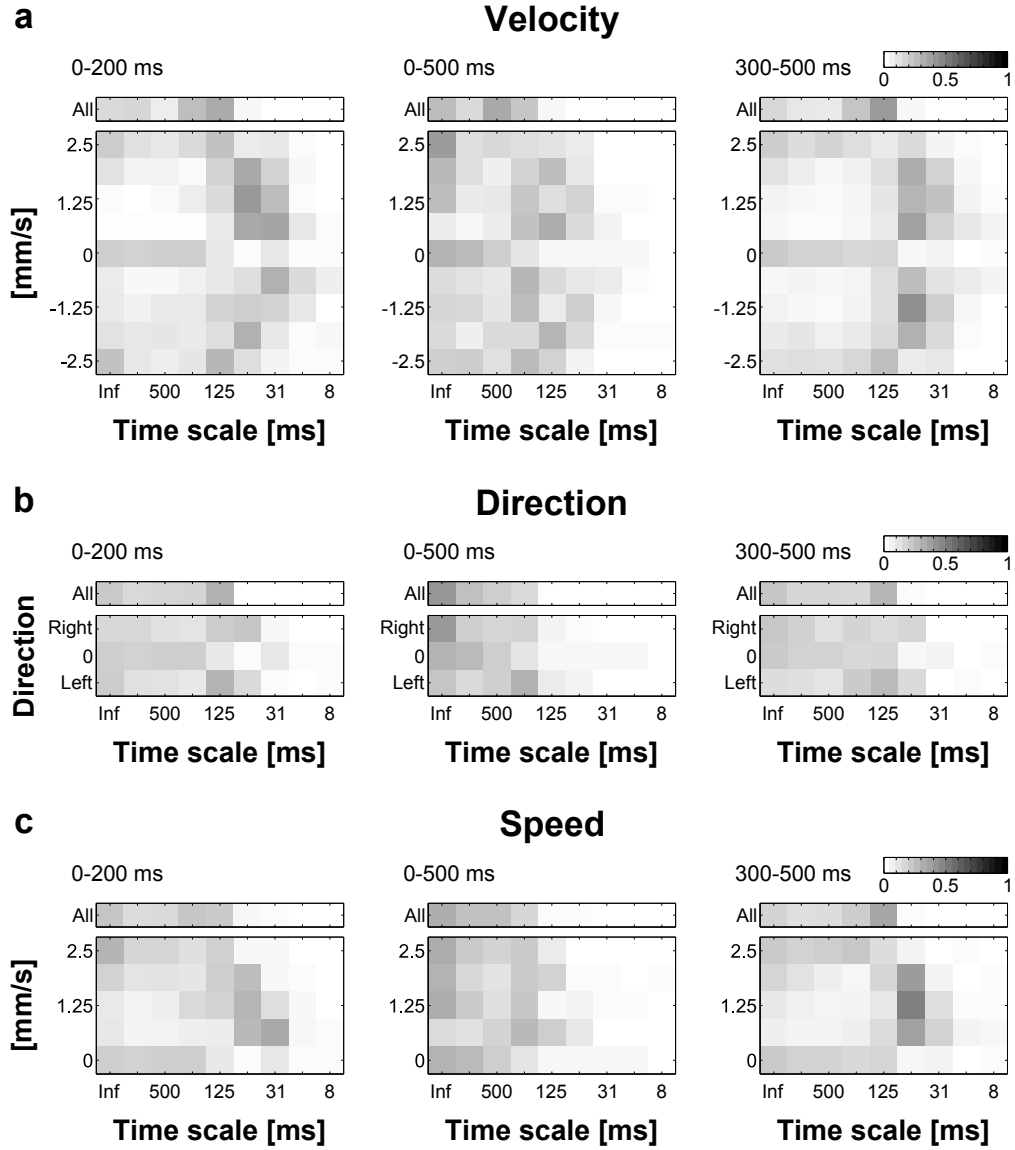 a
Velocity
0-200 ms
0-500 ms
300-500 ms
0 0.5 1
All
All
All
[mm/s]
2.5
1.25
0
-1.25
-2.5
2.5
1.25
0
-1.25
-2.5
2.5
1.25
0
-1.25
-2.5
Inf 500 125 31 8
Inf 500 125 31 8
Inf 500 125 31 8
Time scale [ms]
Time scale [ms]
Time scale [ms]
b
Direction
0-200 ms
0-500 ms
300-500 ms
0 0.5 1
All
All
All
Direction
Right
0
Left
Right
0
Left
Right
0
Left
Inf 500 125 31 8
Inf 500 125 31 8
Inf 500 125 31 8
Time scale [ms]
Time scale [ms]
Time scale [ms]
c
Speed
0-200 ms
0-500 ms
300-500 ms
0 0.5 1
All
All
All
[mm/s]
2.5
1.25
0
2.5
1.25
0
2.5
1.25
0
Inf 500 125 31 8
Inf 500 125 31 8
Inf 500 125 31 8
Time scale [ms]
Time scale [ms]
Time scale [ms]